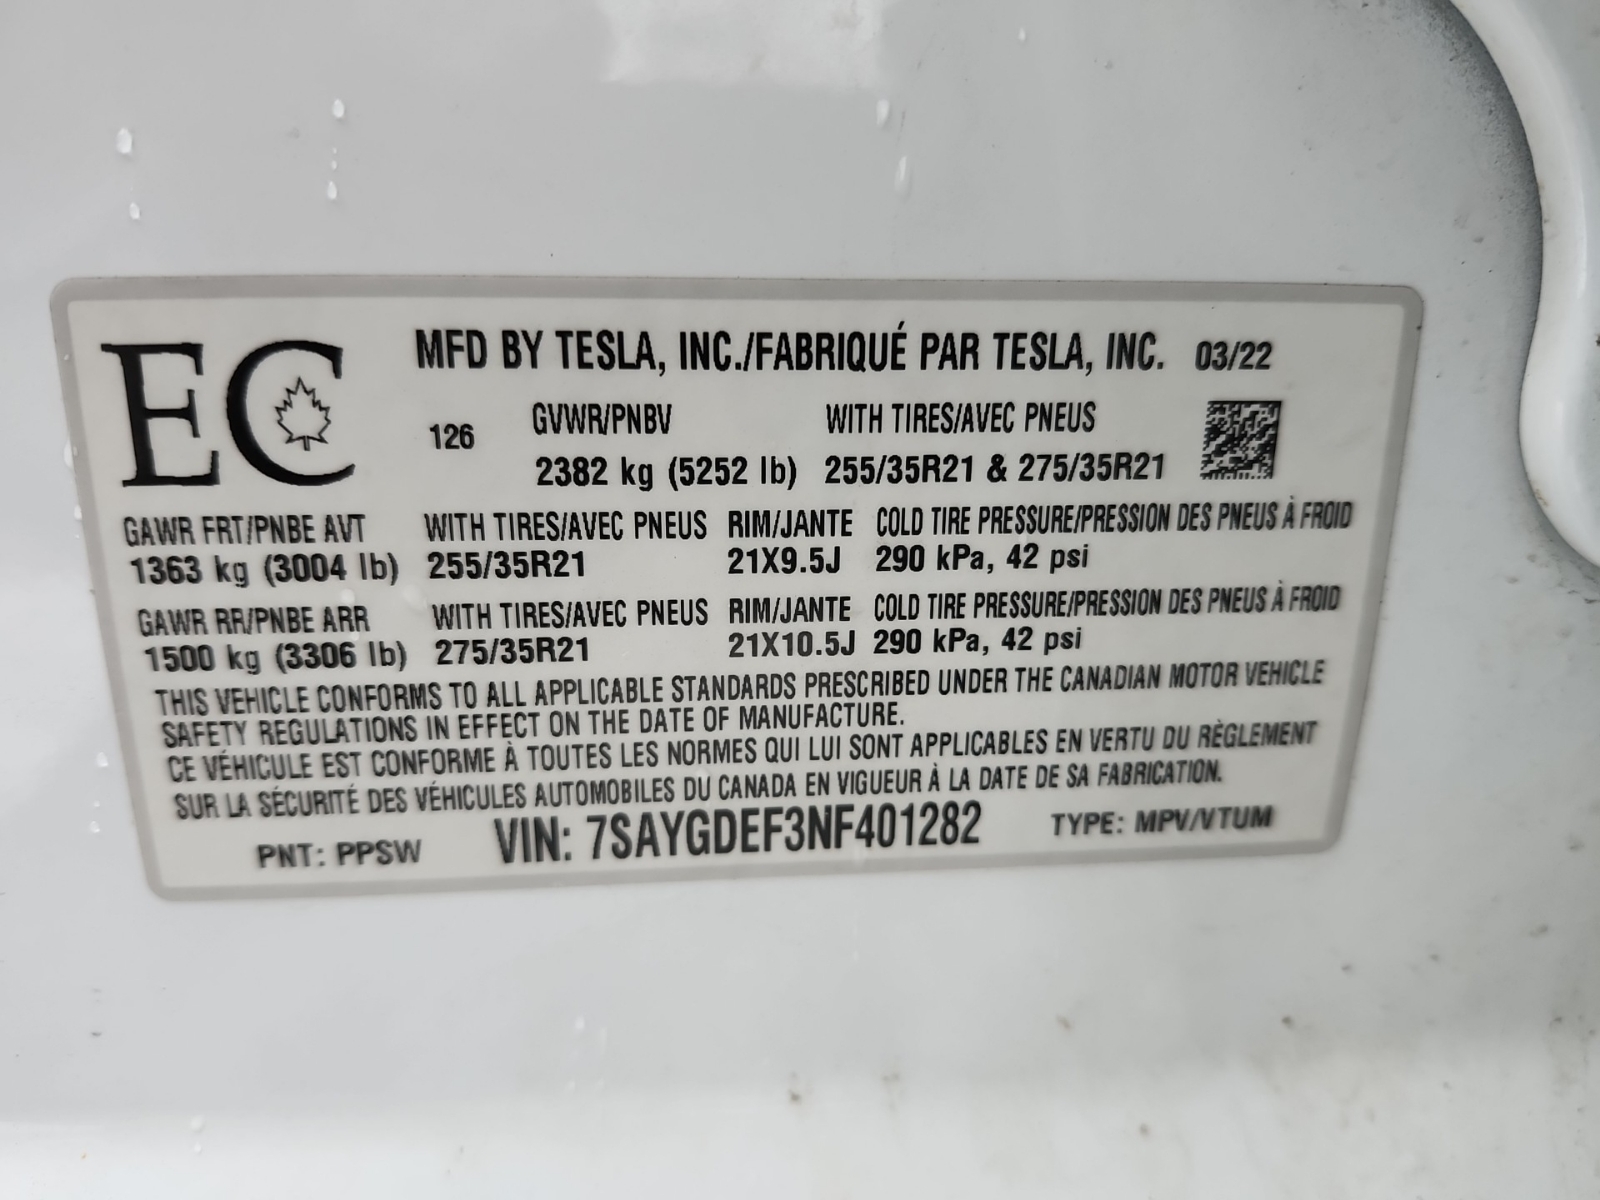 EC
MFD BY TESLA, INC./FABRIQUÉ PAR TESLA, INC. 03/22
126 GVWR/PNBV WITH TIRES/AVEC PNEUS
2382 kg (5252 lb) 255/35R21 & 275/35R21
GAWR FRT/PNBE AVT WITH TIRES/AVEC PNEUS RIM/JANTE COLD TIRE PRESSURE/PRESSION DES PNEUS À FROID
1363 kg (3004 lb) 255/35R21 21X9.5J 290 kPa, 42 psi
GAWR RR/PNBE ARR WITH TIRES/AVEC PNEUS RIM/JANTE COLD TIRE PRESSURE/PRESSION DES PNEUS À FROID
1500 kg (3306 lb) 275/35R21 21X10.5J 290 kPa, 42 psi
THIS VEHICLE CONFORMS TO ALL APPLICABLE STANDARDS PRESCRIBED UNDER THE CANADIAN MOTOR VEHICLE
SAFETY REGULATIONS IN EFFECT ON THE DATE OF MANUFACTURE.
CE VÉHICULE EST CONFORME À TOUTES LES NORMES QUI LUI SONT APPLICABLES EN VERTU DU RÈGLEMENT
SUR LA SÉCURITÉ DES VÉHICULES AUTOMOBILES DU CANADA EN VIGUEUR À LA DATE DE SA FABRICATION.
PNT: PPSW VIN: 7SAYGDEF3NF401282 TYPE: MPV/VTUM